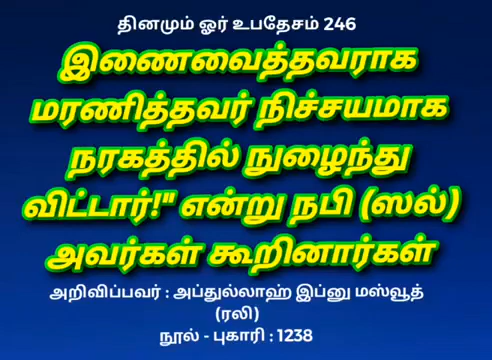 தினமும் ஓர் உபதேசம் 246
இணைவைத்தவராக
மரணித்தவர் நிச்சயமாக
நரகத்தில் நுழைந்து
விட்டார்!" என்று நபி (ஸல்)
அவர்கள் கூறினார்கள்
அறிவிப்பவர் : அப்துல்லாஹ் இப்னு மஸ்வூத்
(ரலி)
நூல் - புகாரி : 1238